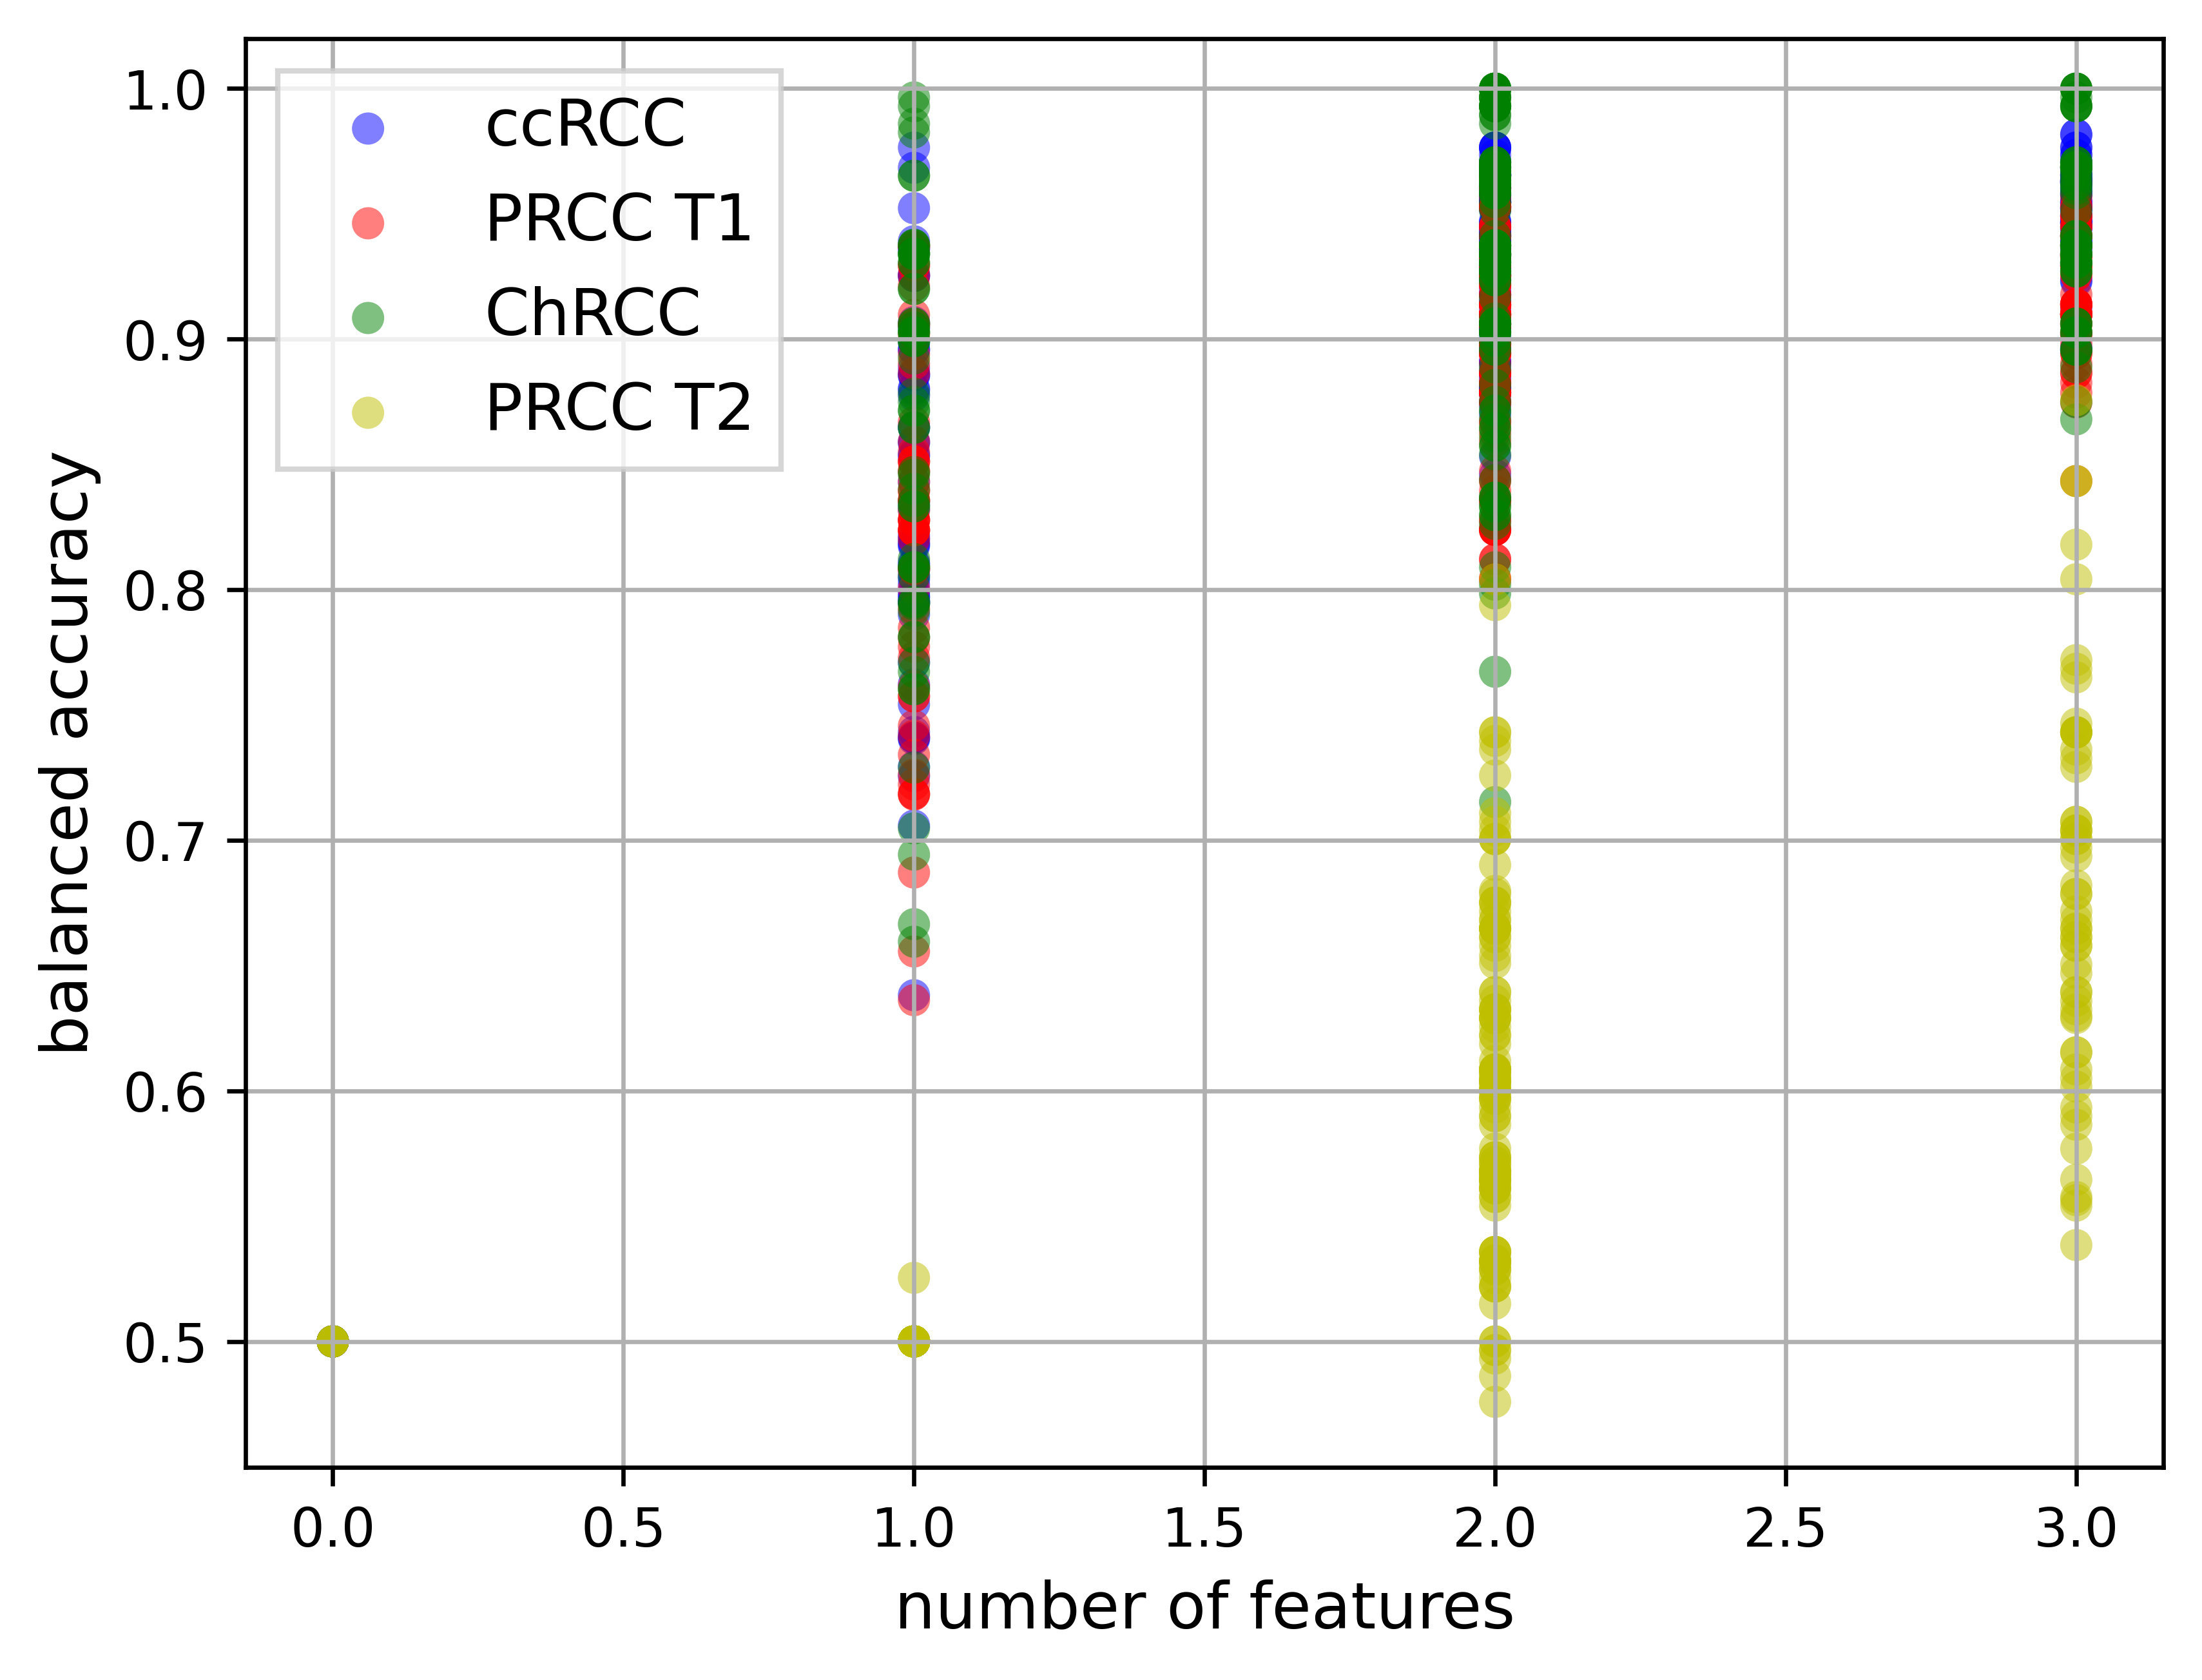 ccRCC
PRCC T1
ChRCC
PRCC T2
balanced accuracy
1.0
0.9
0.8
0.7
0.6
0.5
0.0 0.5 1.0 1.5 2.0 2.5 3.0
number of features